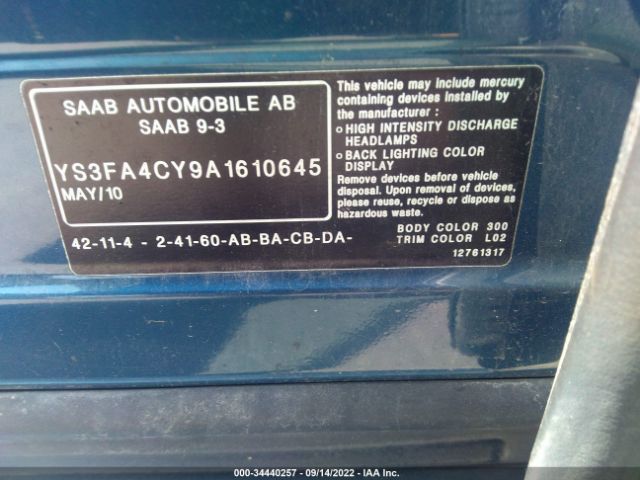 SAAB AUTOMOBILE AB
SAAB 9-3
YS3FA4CY9A1610645
MAY/10
42-11-4 - 2-41-60-AB-BA-CB-DA-
This vehicle may include mercury
containing devices installed by
the manufacturer :
o HIGH INTENSITY DISCHARGE
HEADLAMPS
o BACK LIGHTING COLOR
DISPLAY
Remove devices before vehicle
disposal. Upon removal of devices,
please reuse, recycle or dispose as
hazardous waste.
BODY COLOR 300
TRIM COLOR L02
12761317
000-34440257 - 09/14/2022 - IAA Inc.